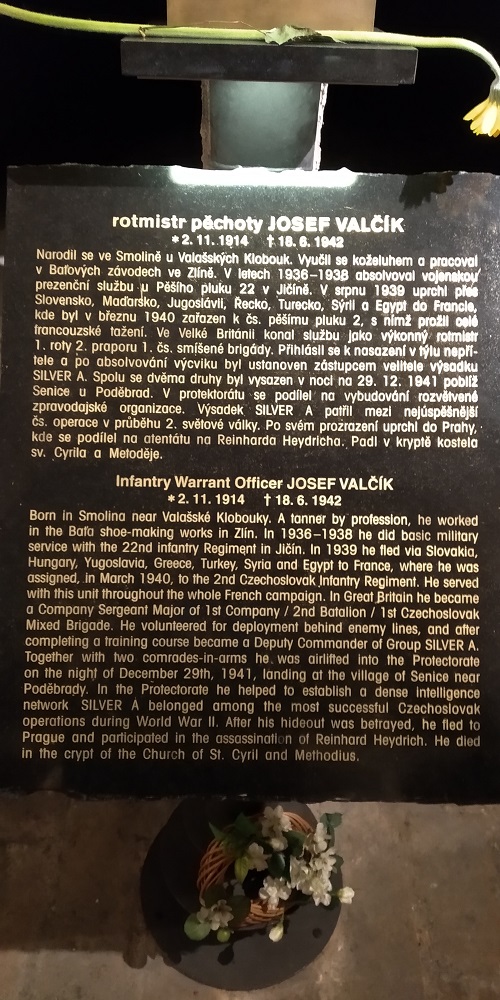 rotmistr pěchoty JOSEF VALČÍK
* 2. 11. 1914 † 18. 6. 1942
Narodil se ve Smolině u Valašských Klobouk. Vyučil se koželuhem a pracoval
v Baťových závodech ve Zlíně. V letech 1936–1938 absolvoval vojenskou
prezenční službu u Pěšího pluku 22 v Jičíně. V srpnu 1939 uprchl přes
Slovensko, Maďarsko, Jugoslávii, Řecko, Turecko, Sýrii a Egypt do Francie,
kde byl v březnu 1940 zařazen k čs. pěšímu pluku 2, s nímž prožil celé
francouzské tažení. Ve Velké Británii konal službu jako výkonný rotmistr
1. roty 2. praporu 1. čs. smíšené brigády. Přihlásil se k nasazení v týlu nepří-
tele a po absolvování výcviku byl ustanoven zástupcem velitele výsadku
SILVER A. Spolu se dvěma druhy byl vysazen v noci na 29. 12. 1941 poblíž
Senice u Poděbrad. V protektorátu se podílel na vybudování rozvětvené
zpravodajské organizace. Výsadek SILVER A patřil mezi nejúspěšnější
čs. operace v průběhu 2. světové války. Po svém prozrazení uprchl do Prahy,
kde se podílel na atentátu na Reinharda Heydricha. Padl v kryptě kostela
sv. Cyrila a Metoděje.
Infantry Warrant Officer JOSEF VALČÍK
* 2. 11. 1914 † 18. 6. 1942
Born in Smolina near Valašské Klobouky. A tanner by profession, he worked
in the Baťa shoe-making works in Zlín. In 1936–1938 he did basic military
service with the 22nd infantry Regiment in Jičín. In 1939 he fled via Slovakia,
Hungary, Yugoslavia, Greece, Turkey, Syria and Egypt to France, where he was
assigned, in March 1940, to the 2nd Czechoslovak Infantry Regiment. He served
with this unit throughout the whole French campaign. In Great Britain he became
a Company Sergeant Major of 1st Company / 2nd Batalion / 1st Czechoslovak
Mixed Brigade. He volunteered for deployment behind enemy lines, and after
completing a training course became a Deputy Commander of Group SILVER A.
Together with two comrades-in-arms he was airlifted into the Protectorate
on the night of December 29th, 1941, landing at the village of Senice near
Poděbrady. In the Protectorate he helped to establish a dense intelligence
network SILVER A belonged among the most successful Czechoslovak
operations during World War II. After his hideout was betrayed, he fled to
Prague and participated in the assassination of Reinhard Heydrich. He died
in the crypt of the Church of St. Cyril and Methodius.